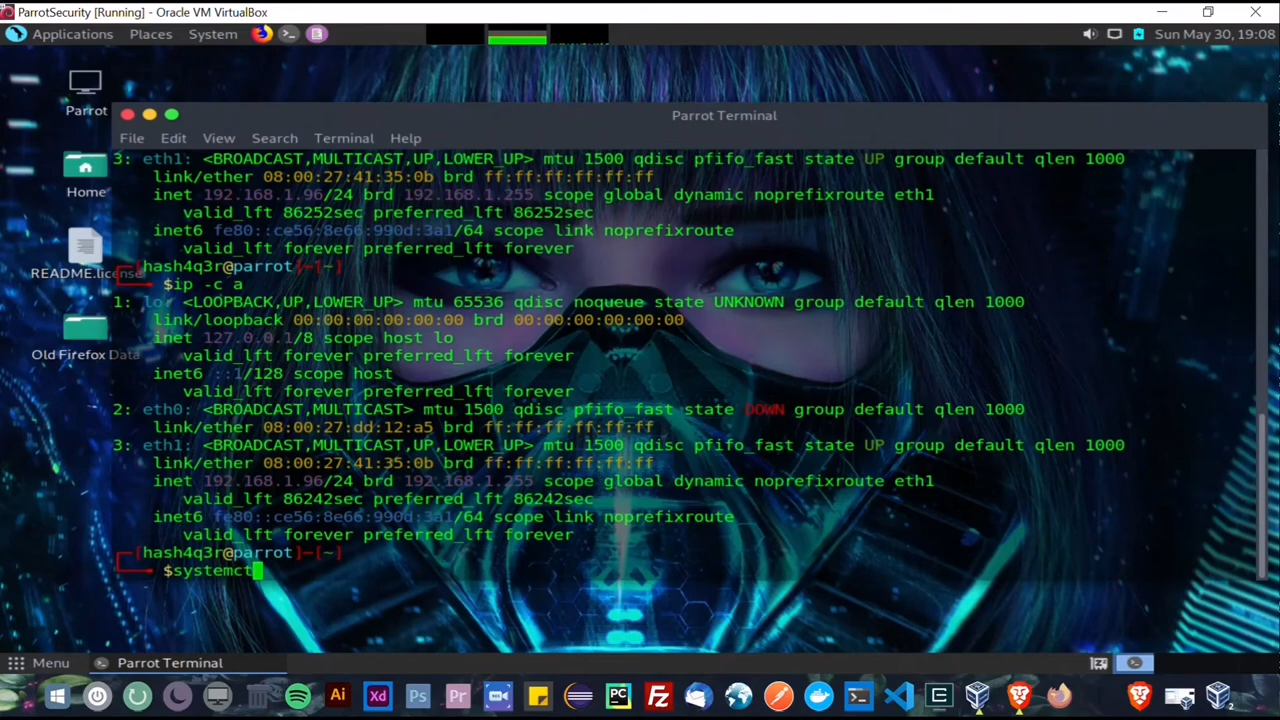 ParrotSecurity [Running] - Oracle VM VirtualBox
Applications Places System Sun May 30, 19:08
Parrot
Home
README.license
Old Firefox Data
Parrot Terminal
File Edit View Search Terminal Help
3: eth1: <BROADCAST,MULTICAST,UP,LOWER_UP> mtu 1500 qdisc pfifo_fast state UP group default qlen 1000
link/ether 08:00:27:41:35:0b brd ff:ff:ff:ff:ff:ff
inet 192.168.1.96/24 brd 192.168.1.255 scope global dynamic noprefixroute eth1
valid_lft 86252sec preferred_lft 86252sec
inet6 fe80::ce56:8e66:990d:3a1/64 scope link noprefixroute
valid_lft forever preferred_lft forever
[hash4q3r@parrot]-[~]
$ip -c a
1: lo: <LOOPBACK,UP,LOWER_UP> mtu 65536 qdisc noqueue state UNKNOWN group default qlen 1000
link/loopback 00:00:00:00:00:00 brd 00:00:00:00:00:00
inet 127.0.0.1/8 scope host lo
valid_lft forever preferred_lft forever
inet6 ::1/128 scope host
valid_lft forever preferred_lft forever
2: eth0: <BROADCAST,MULTICAST> mtu 1500 qdisc pfifo_fast state DOWN group default qlen 1000
link/ether 08:00:27:dd:12:a5 brd ff:ff:ff:ff:ff:ff
3: eth1: <BROADCAST,MULTICAST,UP,LOWER_UP> mtu 1500 qdisc pfifo_fast state UP group default qlen 1000
link/ether 08:00:27:41:35:0b brd ff:ff:ff:ff:ff:ff
inet 192.168.1.96/24 brd 192.168.1.255 scope global dynamic noprefixroute eth1
valid_lft 86242sec preferred_lft 86242sec
inet6 fe80::ce56:8e66:990d:3a1/64 scope link noprefixroute
valid_lft forever preferred_lft forever
[hash4q3r@parrot]-[~]
$systemct
Menu Parrot Terminal
Ai Xd Ps Pr PC Fz E 2